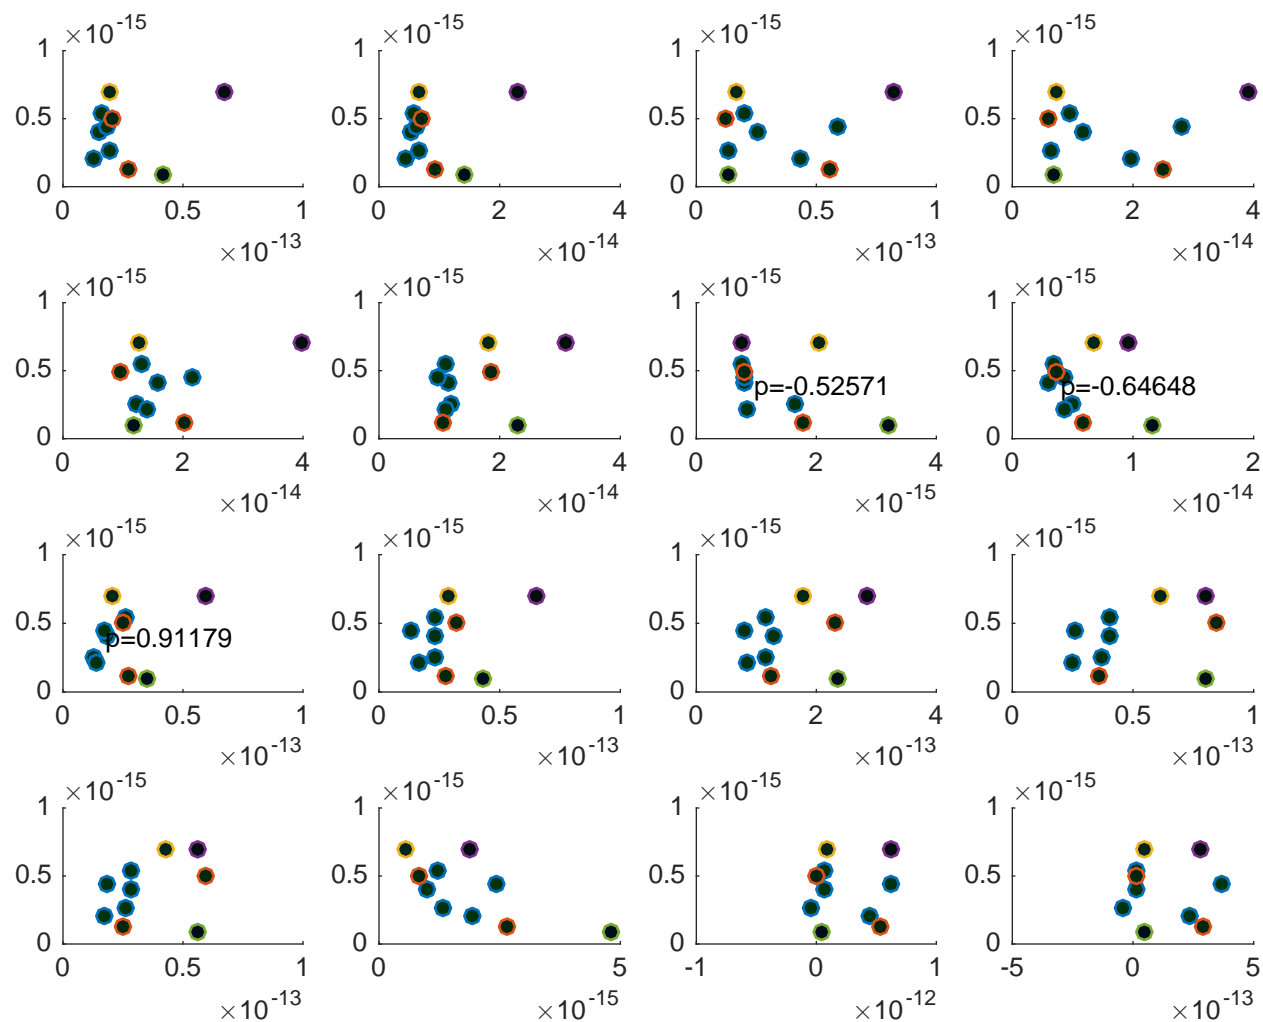 ×10-15 ×10-15 ×10-15 ×10-15
1 1 1 1
0.5 0.5 0.5 0.5
0 0 0 0
0 0.5 1 0 2 4 0 0.5 1 0 2 4
×10-13 ×10-14 ×10-13 ×10-14
×10-15 ×10-15 ×10-15 ×10-15
1 1 1 1
0.5 0.5 0.5 0.5
p=-0.52571 p=-0.64648
0 0 0 0
0 2 4 0 2 4 0 2 4 0 1 2
×10-14 ×10-14 ×10-15 ×10-14
×10-15 ×10-15 ×10-15 ×10-15
1 1 1 1
0.5 0.5 0.5 0.5
p=0.91179
0 0 0 0
0 0.5 1 0 0.5 1 0 2 4 0 0.5 1
×10-13 ×10-13 ×10-13 ×10-13
×10-15 ×10-15 ×10-15 ×10-15
1 1 1 1
0.5 0.5 0.5 0.5
0 0 0 0
0 0.5 1 0 5 -1 0 1 -5 0 5
×10-13 ×10-15 ×10-12 ×10-13